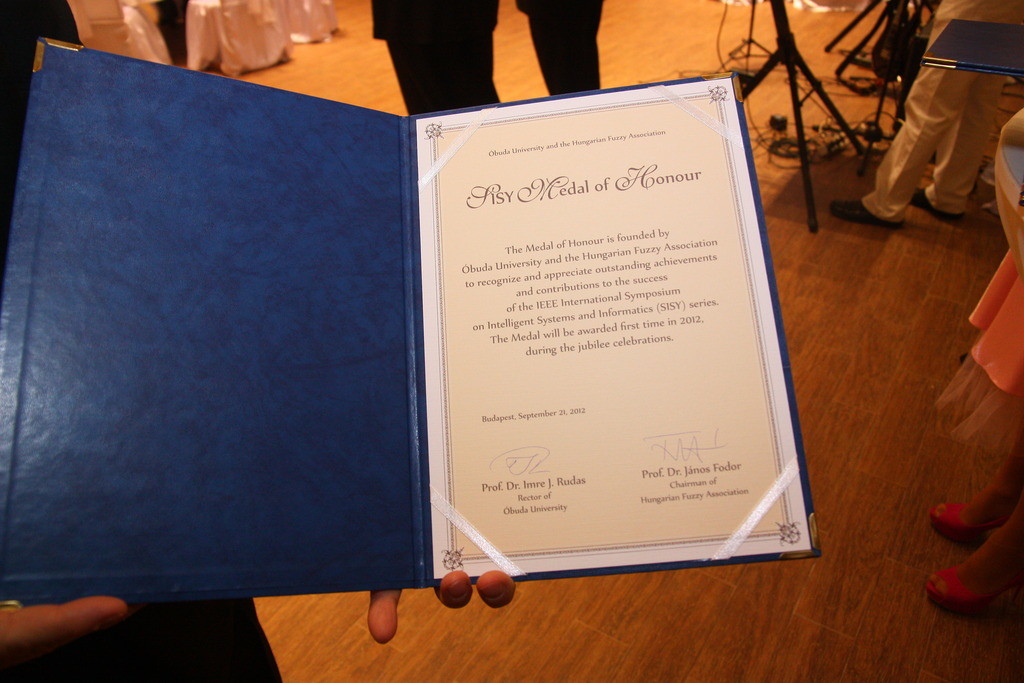 Óbuda University and the Hungarian Fuzzy Association
SISY Medal of Honour
The Medal of Honour is founded by
Óbuda University and the Hungarian Fuzzy Association
to recognize and appreciate outstanding achievements
and contributions to the success
of the IEEE International Symposium
on Intelligent Systems and Informatics (SISY) series.
The Medal will be awarded first time in 2012,
during the jubilee celebrations.
Budapest, September 21, 2012
Prof. Dr. Imre J. Rudas
Rector of
Óbuda University
Prof. Dr. János Fodor
Chairman of
Hungarian Fuzzy Association